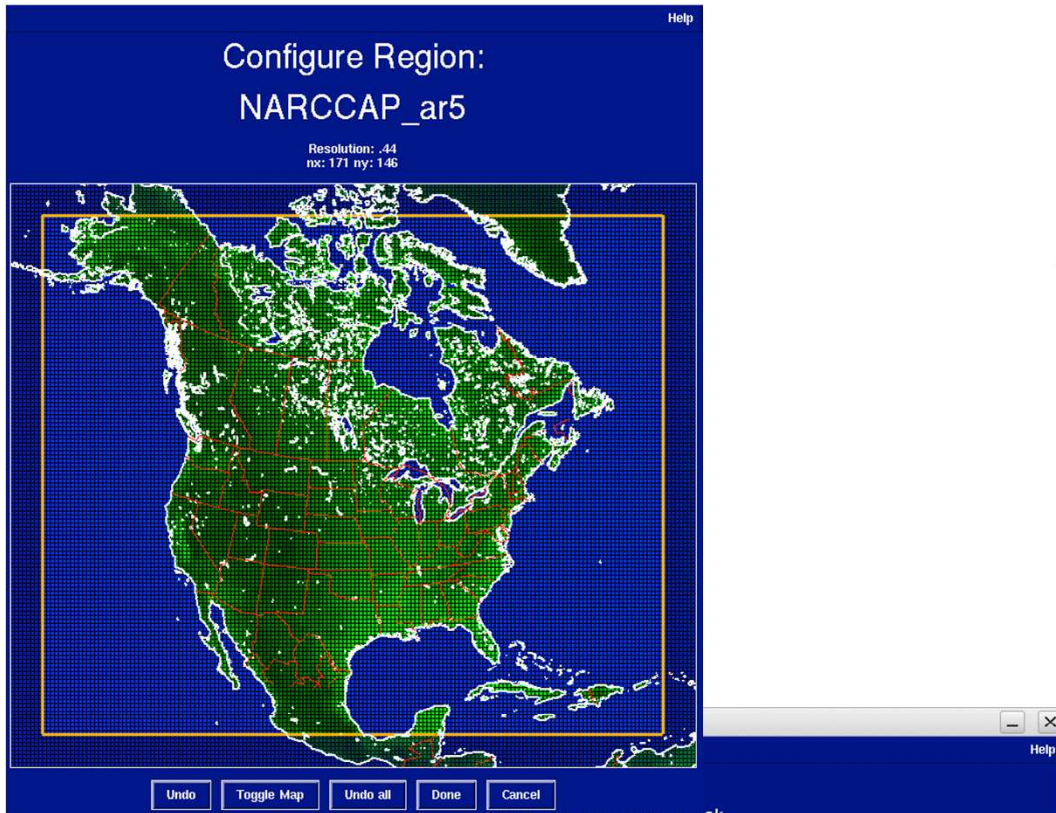 Help
Configure Region:
NARCCAP_ar5
Resolution: .44
nx: 171 ny: 146
Undo Toggle Map Undo all Done Cancel
Help